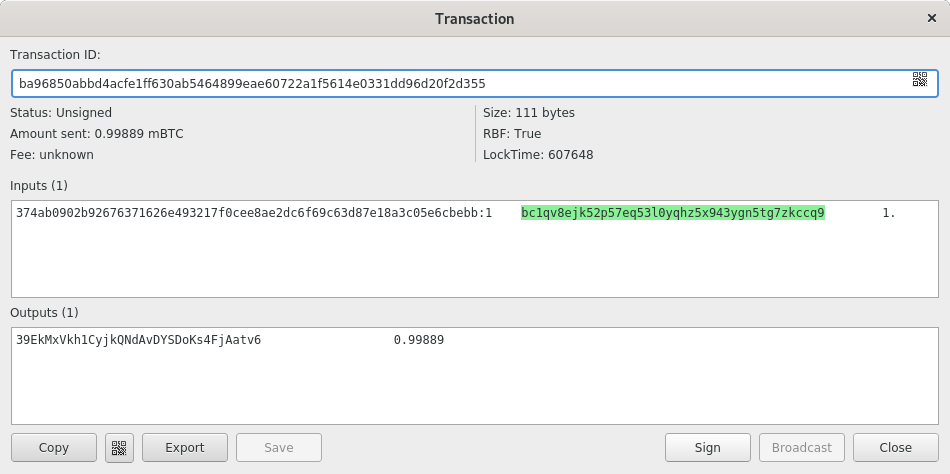 Transaction
Transaction ID:
ba96850abbd4acfe1ff630ab5464899eae60722a1f5614e0331dd96d20f2d355
Status: Unsigned
Size: 111 bytes
Amount sent: 0.99889 mBTC
RBF: True
Fee: unknown
LockTime: 607648
Inputs (1)
374ab0902b92676371626e493217f0cee8ae2dc6f69c63d87e18a3c05e6cbebb:1 bc1qv8ejk52p57eq53l0yqhz5x943ygn5tg7zkccq9 1.
Outputs (1)
39EkMxVkh1CyjkQNdAvDYSDoKs4FjAatv6 0.99889
Copy Export Save Sign Broadcast Close